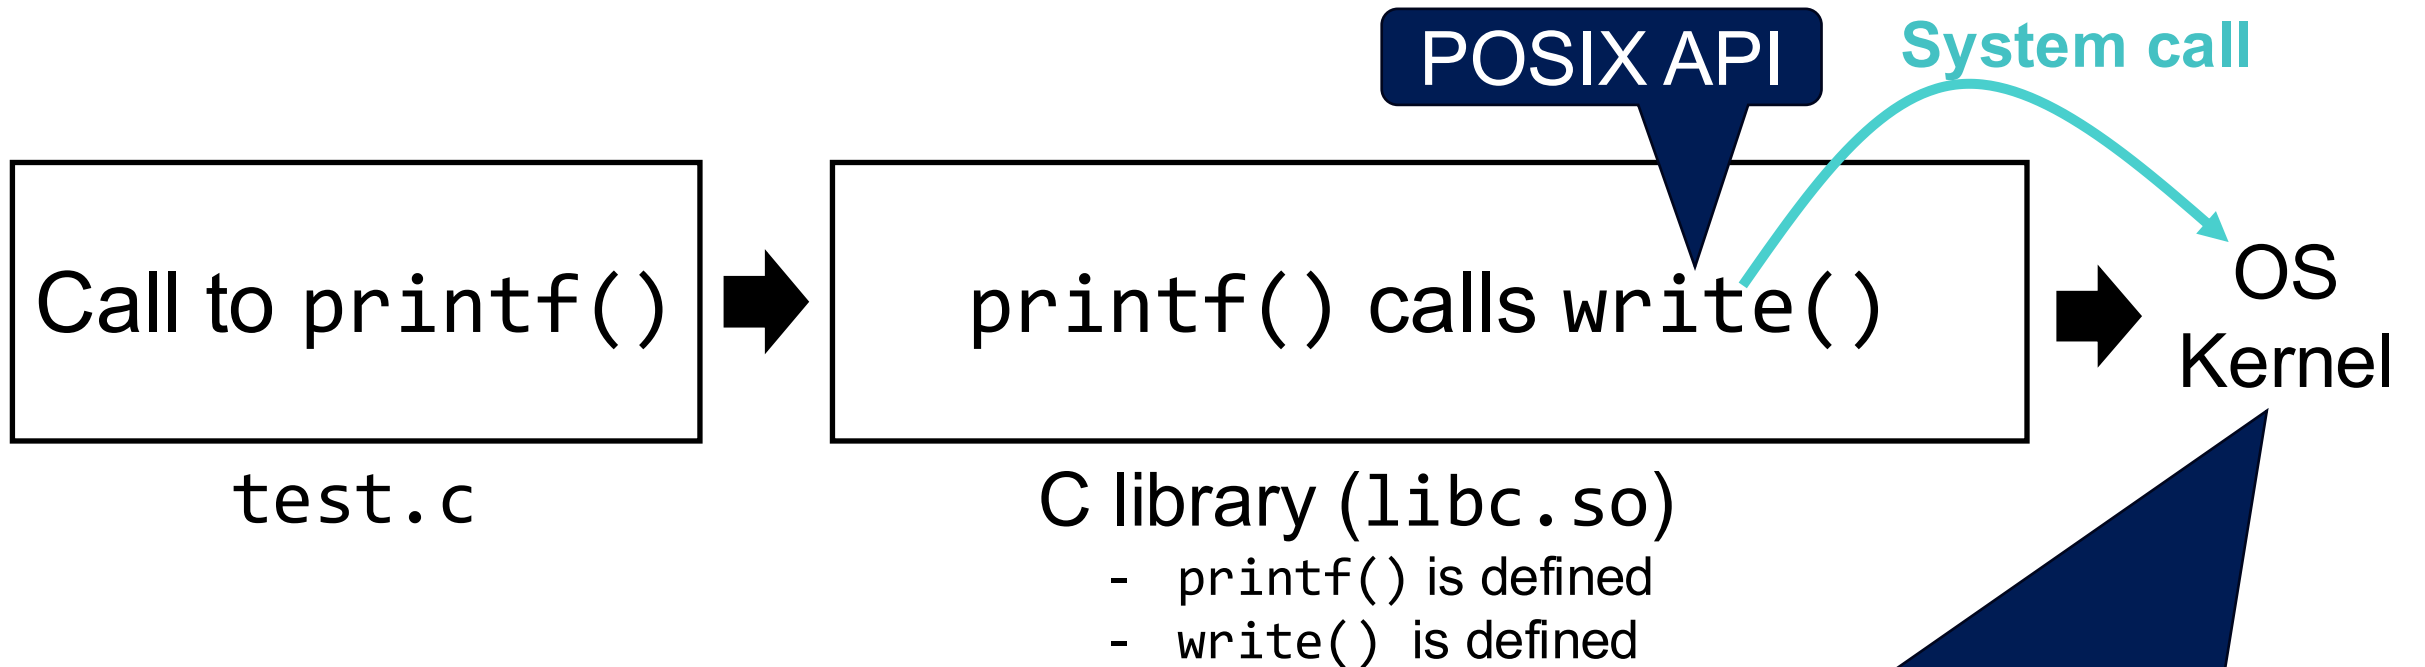 POSIX API
System call
Call to printf()
printf() calls write()
OS
Kernel
test.c
C library (libc.so)
- printf() is defined
- write() is defined